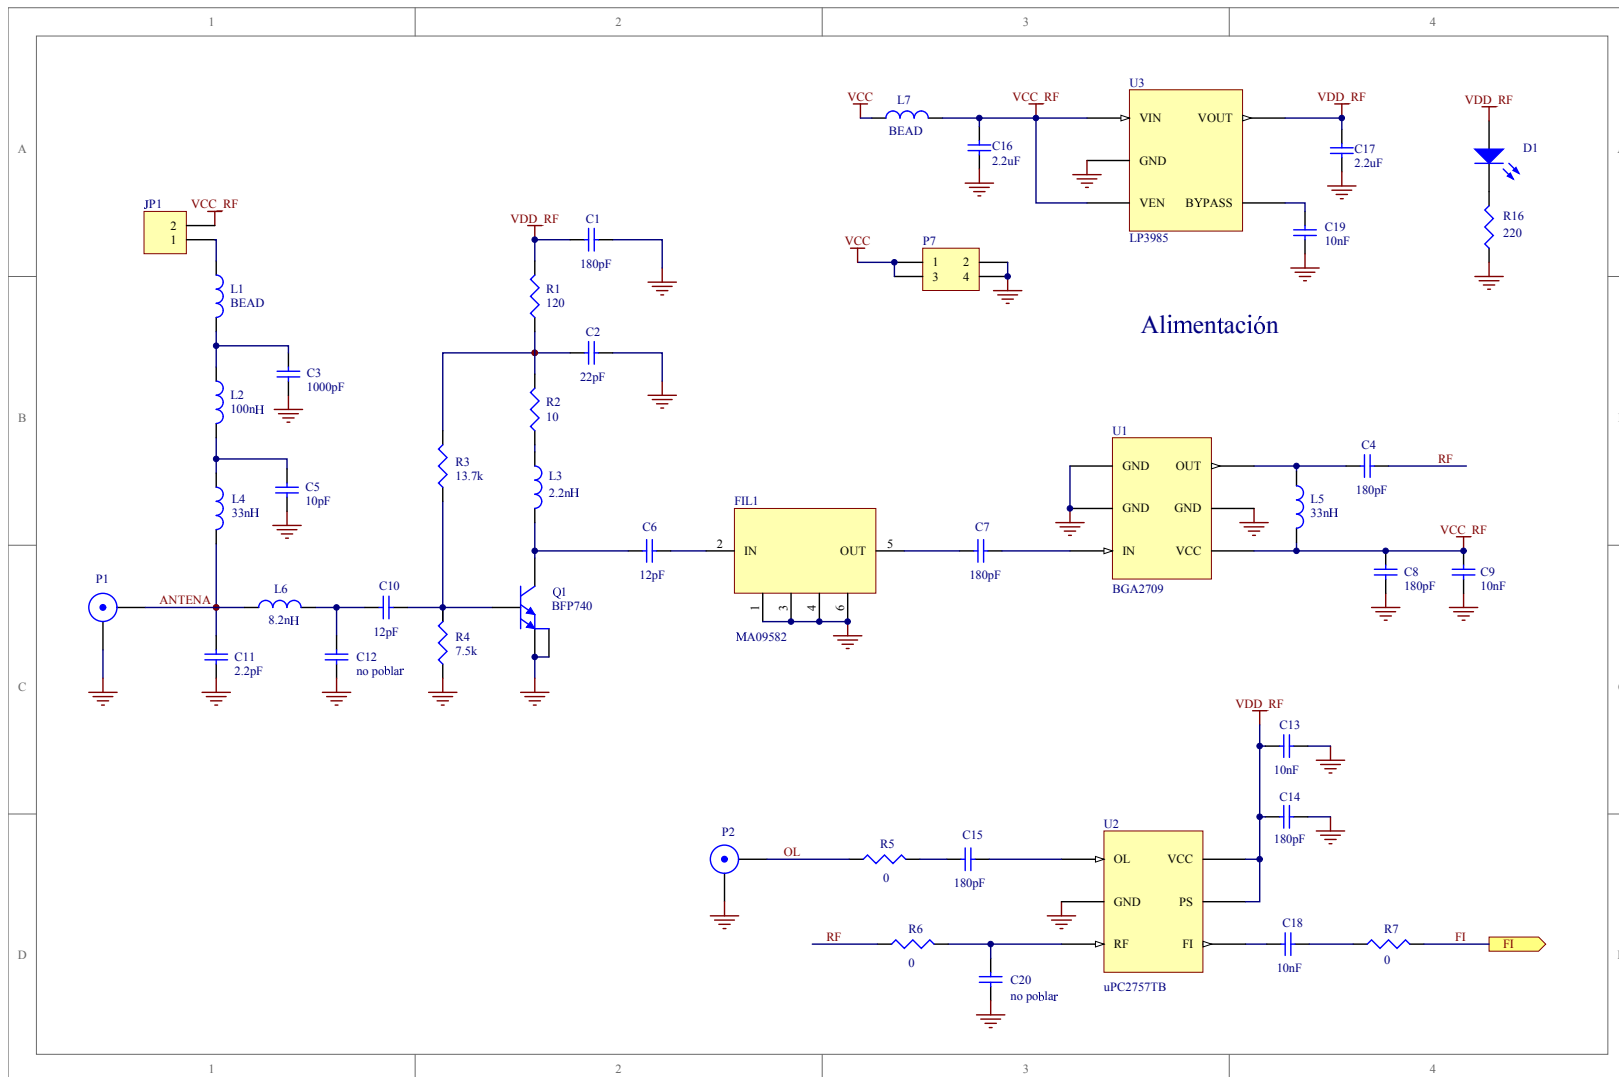 1 2 3 4
A
B
C
D
JP1
VCC_RF
2
1
L1
BEAD
C3
1000pF
L2
100nH
C5
10pF
L4
33nH
P1
ANTENA
L6
8.2nH
C10
12pF
C11
2.2pF
C12
no poblar
VDD_RF
C1
180pF
R1
120
C2
22pF
R2
10
R3
13.7k
L3
2.2nH
R4
7.5k
Q1
BFP740
C6
12pF
FIL1
2 IN OUT 5
1 3 4 6
MA09582
C7
180pF
VCC
L7
BEAD
C16
2.2uF
VCC_RF
U3
VIN VOUT
GND
VEN BYPASS
LP3985
VDD_RF
C17
2.2uF
C19
10nF
VDD_RF
D1
R16
220
VCC
P7
1 2
3 4
Alimentación
U1
GND OUT
GND GND
IN VCC
BGA2709
C4
180pF
RF
L5
33nH
VCC_RF
C8
180pF
C9
10nF
VDD_RF
C13
10nF
C14
180pF
P2
OL
R5
0
C15
180pF
U2
OL VCC
GND PS
RF FI
uPC2757TB
RF
R6
0
C20
no poblar
C18
10nF
R7
0
FI
FI
1 2 3 4